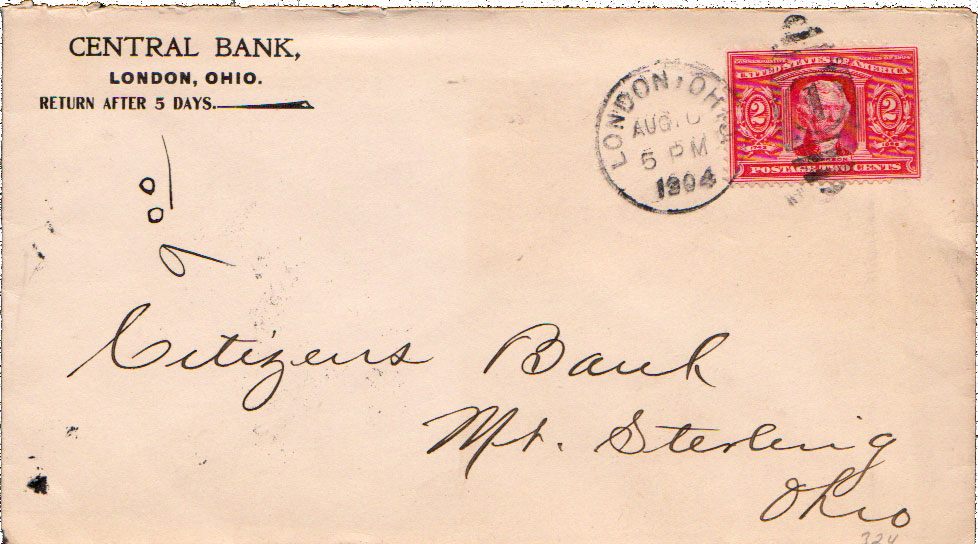 CENTRAL BANK,
LONDON, OHIO.
RETURN AFTER 5 DAYS.
LONDON, OHIO
AUG
5 PM
1904
UNITED STATES OF AMERICA
2 2
POSTAGE TWO CENTS
Citizens Bank
Mt. Sterling
Ohio
324